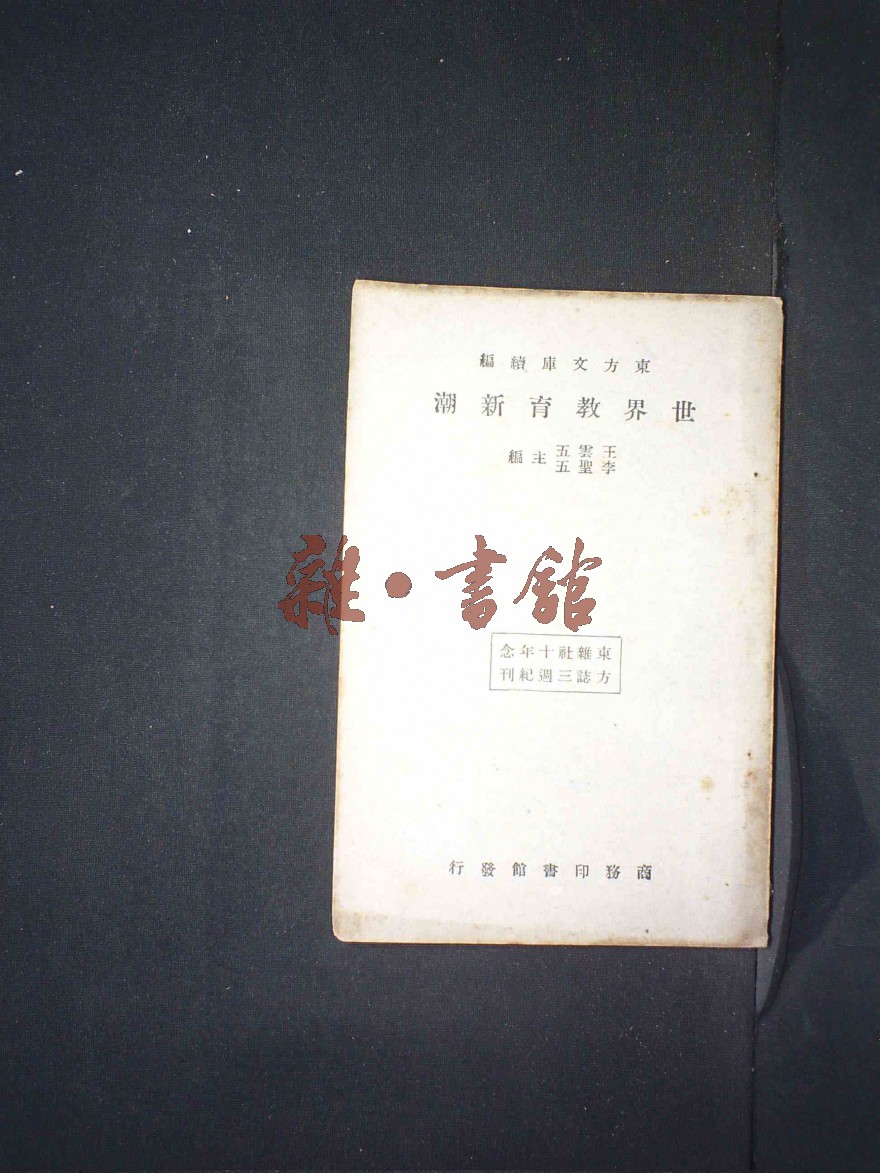 東方文庫續編
世界教育新潮
王雲五
李聖五
主編
雜·書館
東雜社十年念
方誌三週紀刊
商務印書館發行